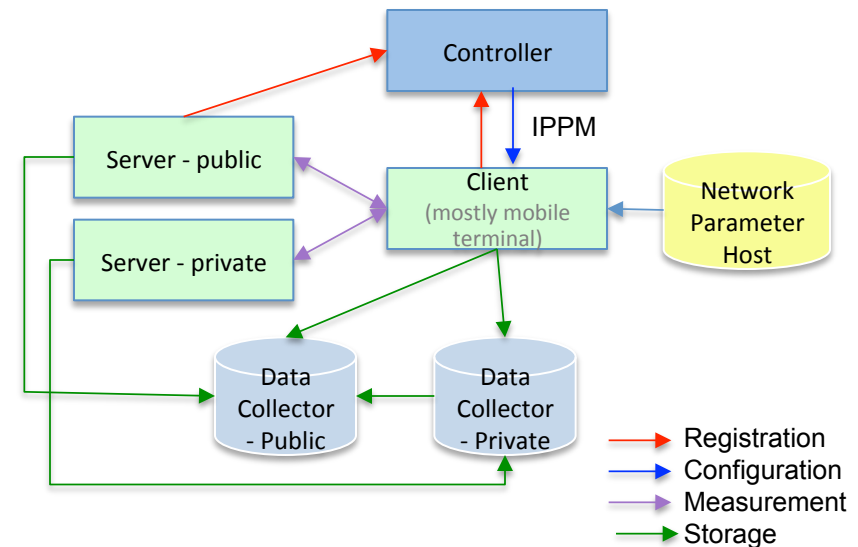 Controller
IPPM
Server - public
Client
(mostly mobile
terminal)
Network
Parameter
Host
Server - private
Data
Collector
- Public
Data
Collector
- Private
Registration
Configuration
Measurement
Storage